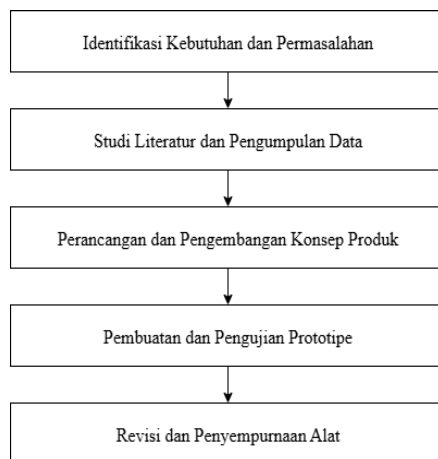 Identifikasi Kebutuhan dan Permasalahan
Studi Literatur dan Pengumpulan Data
Perancangan dan Pengembangan Konsep Produk
Pembuatan dan Pengujian Prototipe
Revisi dan Penyempurnaan Alat